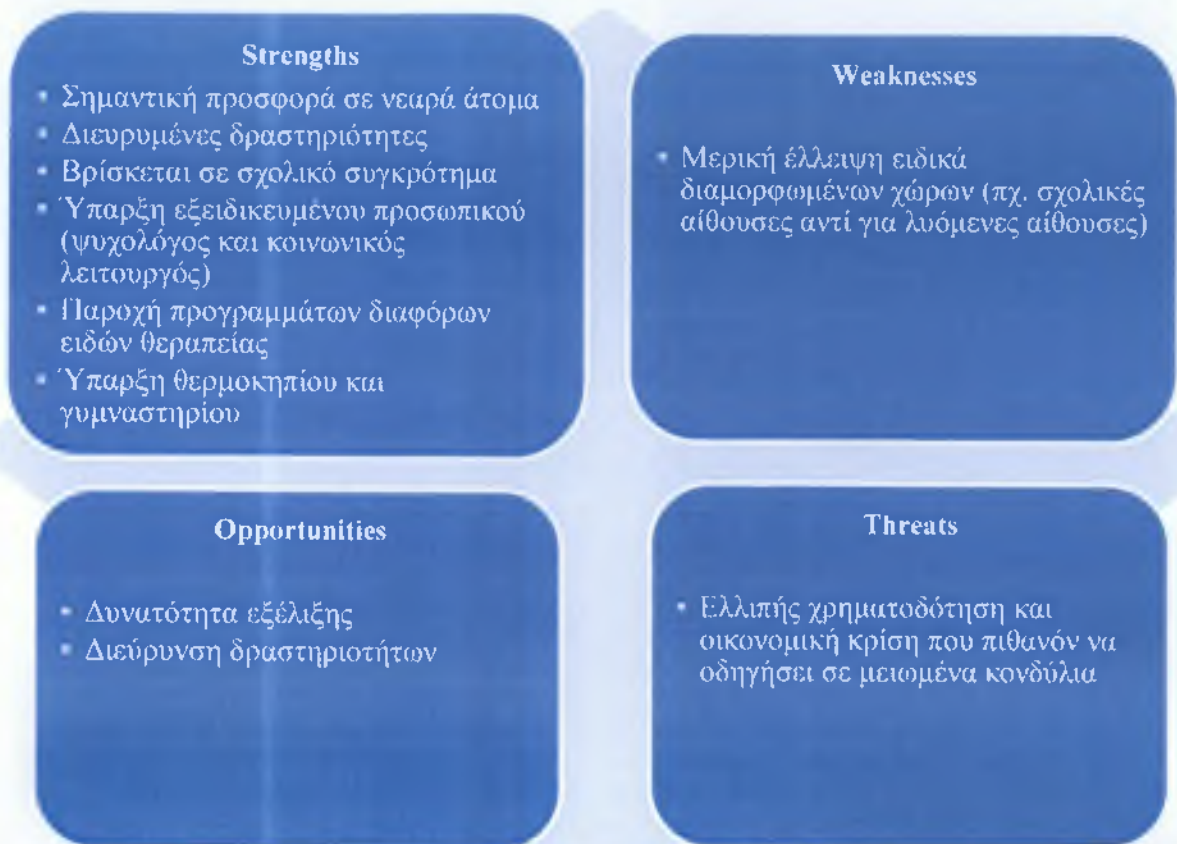 Strengths
• Σημαντική προσφορά σε νεαρά άτομα
• Διευρυμένες δραστηριότητες
• Βρίσκεται σε σχολικό συγκρότημα
• Ύπαρξη εξειδικευμένου προσωπικού
(ψυχολόγος και κοινωνικός
λειτουργός)
• Παροχή προγραμμάτων διαφόρων
ειδών θεραπείας
• Ύπαρξη θερμοκηπίου και
γυμναστηρίου
Weaknesses
• Μερική έλλειψη ειδικά
διαμορφωμένων χώρων (πχ. σχολικές
αίθουσες αντί για λυόμενες αίθουσες)
Opportunities
• Δυνατότητα εξέλιξης
• Διεύρυνση δραστηριοτήτων
Threats
• Ελλιπής χρηματοδότηση και
οικονομική κρίση που πιθανόν να
οδηγήσει σε μειωμένα κονδύλια